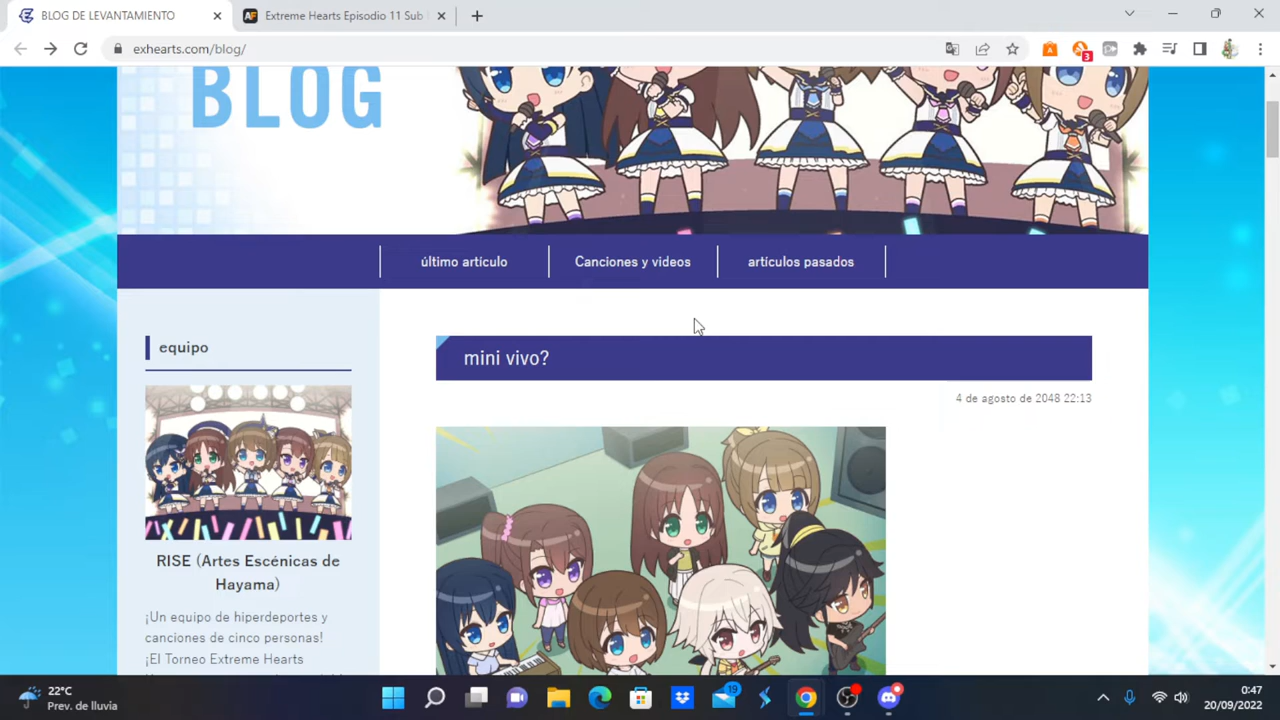 BLOG DE LEVANTAMIENTO
Extreme Hearts Episodio 11 Sub
exhearts.com/blog/
3
BLOG
último artículo
Canciones y videos
artículos pasados
equipo
mini vivo?
4 de agosto de 2048 22:13
RISE (Artes Escénicas de
Hayama)
¡Un equipo de hiperdeportes y
canciones de cinco personas!
¡El Torneo Extreme Hearts
22°C
Prev. de lluvia
19
0:47
20/09/2022